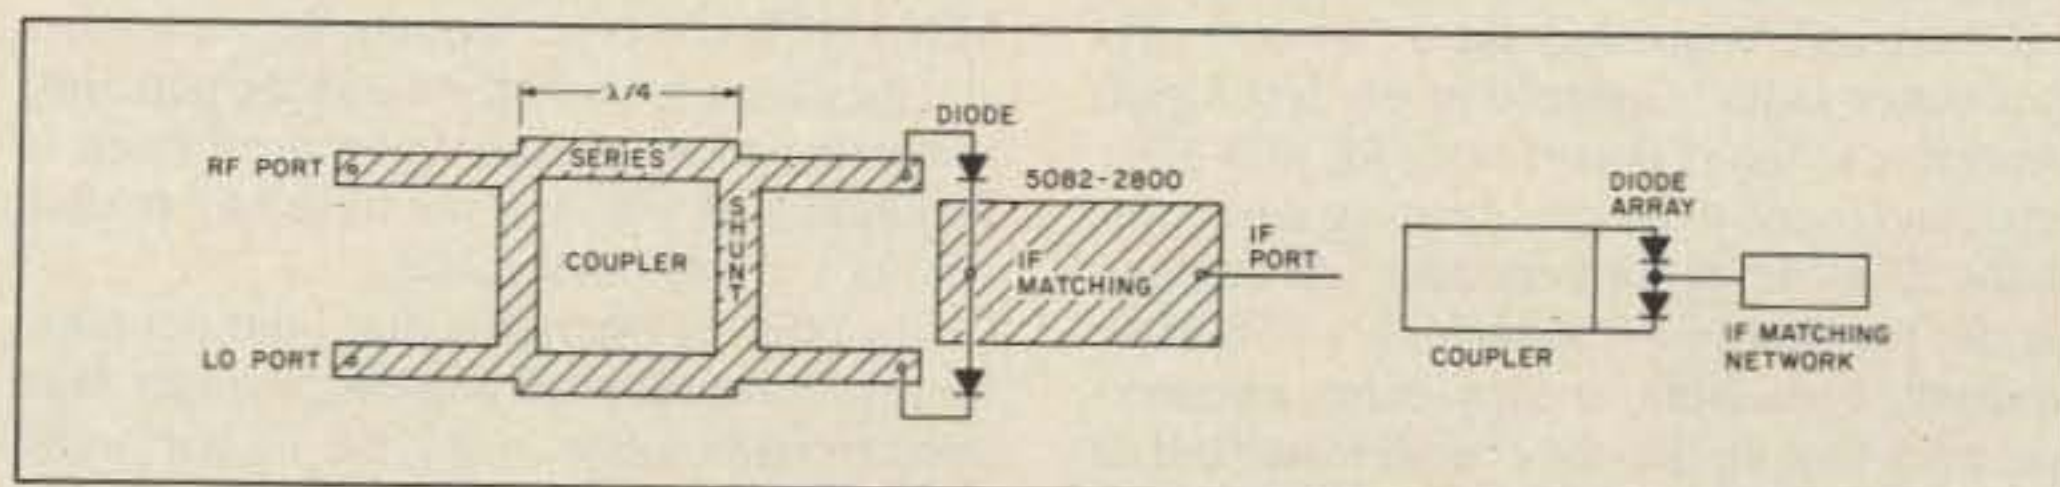 λ/4
DIODE
RF PORT
SERIES
5082-2800
SHUNT
COUPLER
IF
MATCHING
IF
PORT
LO PORT
DIODE
ARRAY
COUPLER
IF MATCHING
NETWORK